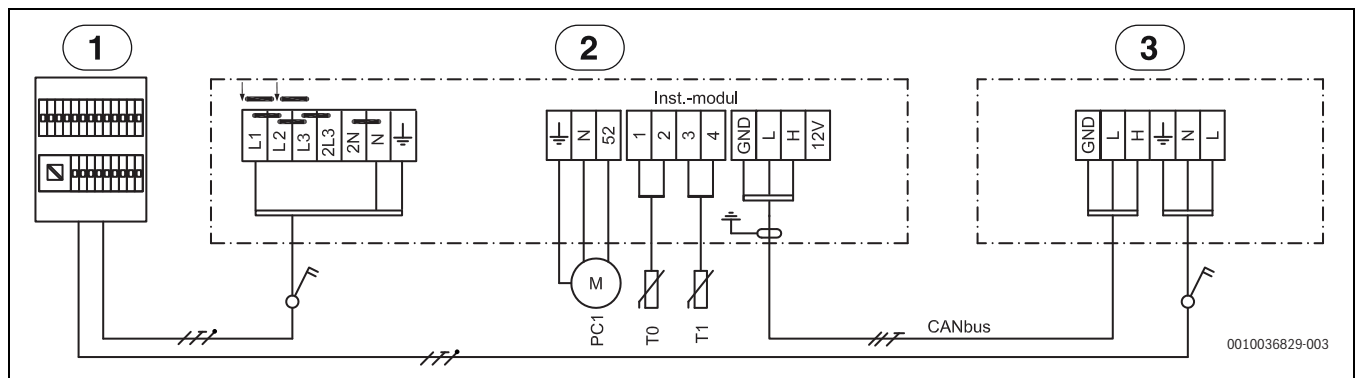 1
2
3
Inst.-modul
L1 L2 L3 2L3 2N N
N 52
1 2 3 4
GND L H 12V
GND L H N L
M
PC1
T0
T1
CANbus
0010036829-003